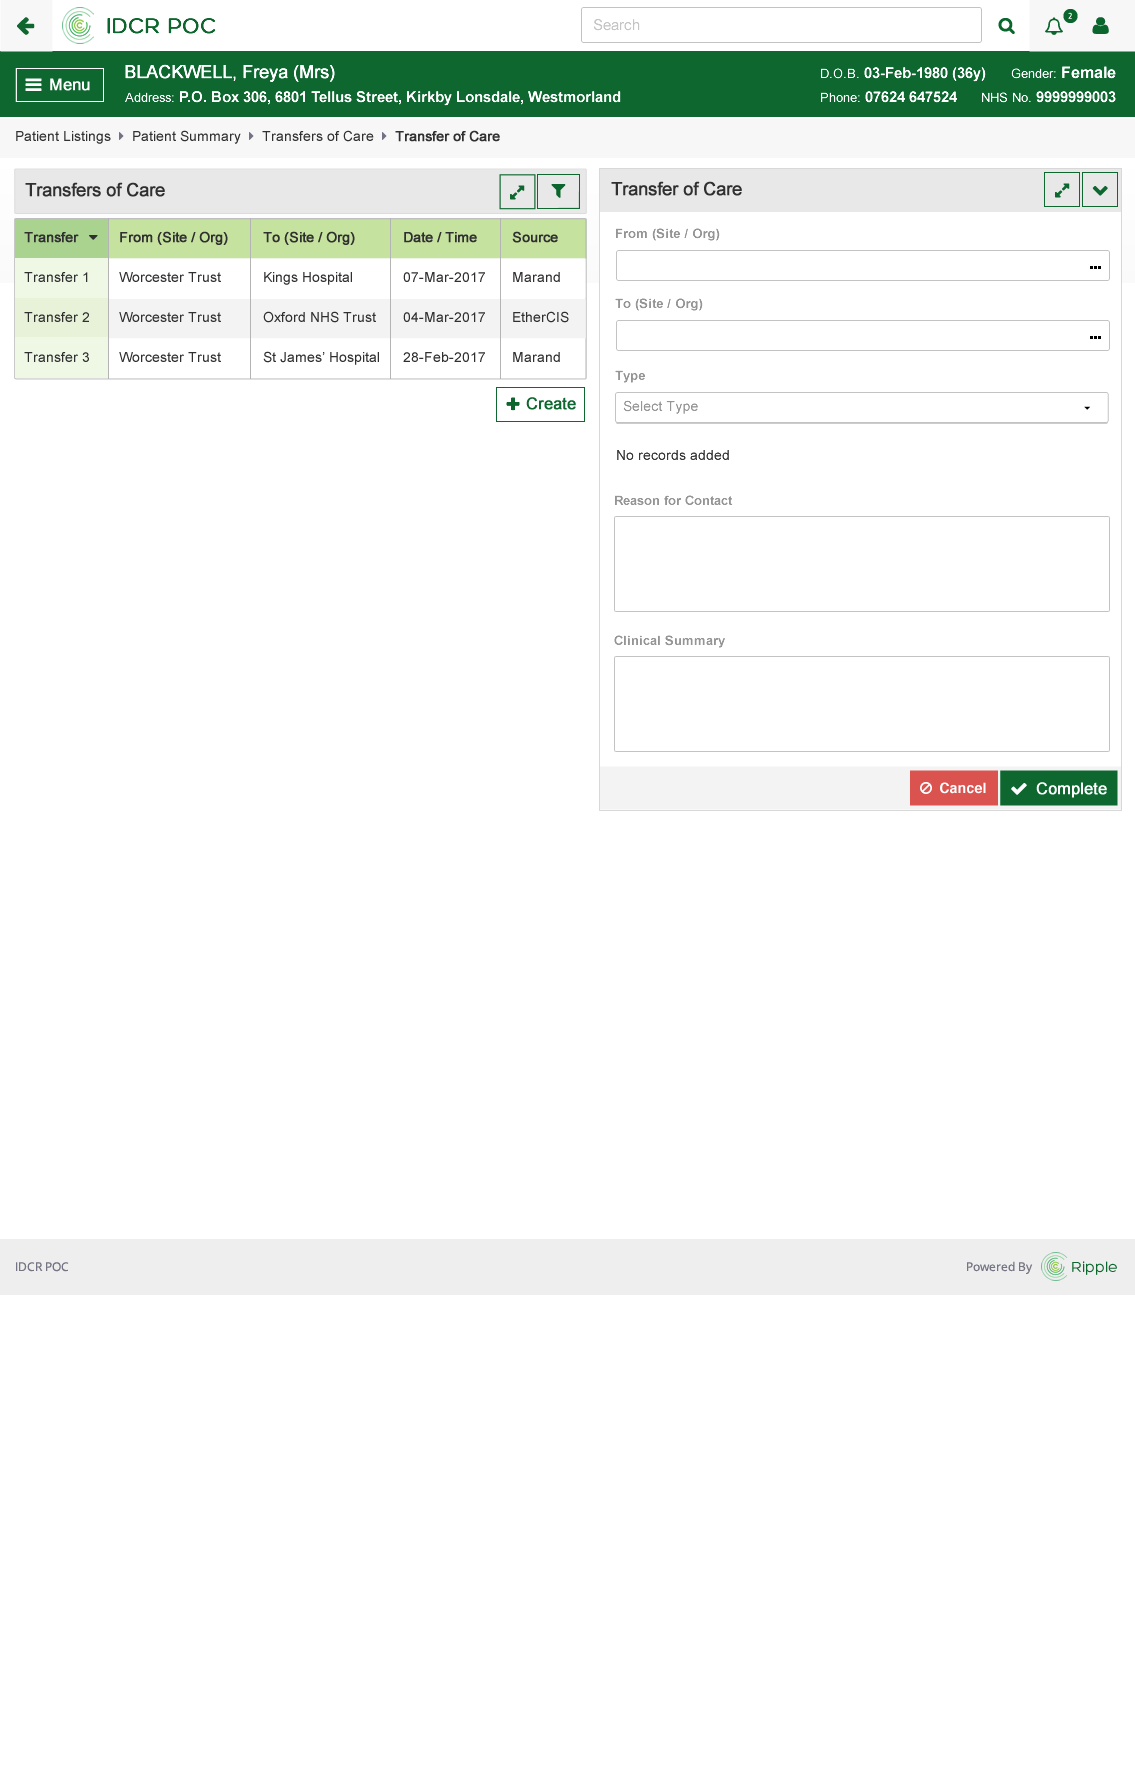 IDCR POC
Search
2
Menu
BLACKWELL, Freya (Mrs)
D.O.B. 03-Feb-1980 (36y) Gender: Female
Address: P.O. Box 306, 6801 Tellus Street, Kirkby Lonsdale, Westmorland
Phone: 07624 647524 NHS No. 9999999003
Patient Listings Patient Summary Transfers of Care Transfer of Care
Transfers of Care
Transfer From (Site / Org) To (Site / Org) Date / Time Source
Transfer 1 Worcester Trust Kings Hospital 07-Mar-2017 Marand
Transfer 2 Worcester Trust Oxford NHS Trust 04-Mar-2017 EtherCIS
Transfer 3 Worcester Trust St James’ Hospital 28-Feb-2017 Marand
Create
Transfer of Care
From (Site / Org)
...
To (Site / Org)
...
Type
Select Type
No records added
Reason for Contact
Clinical Summary
Cancel Complete
IDCR POC
Powered By Ripple